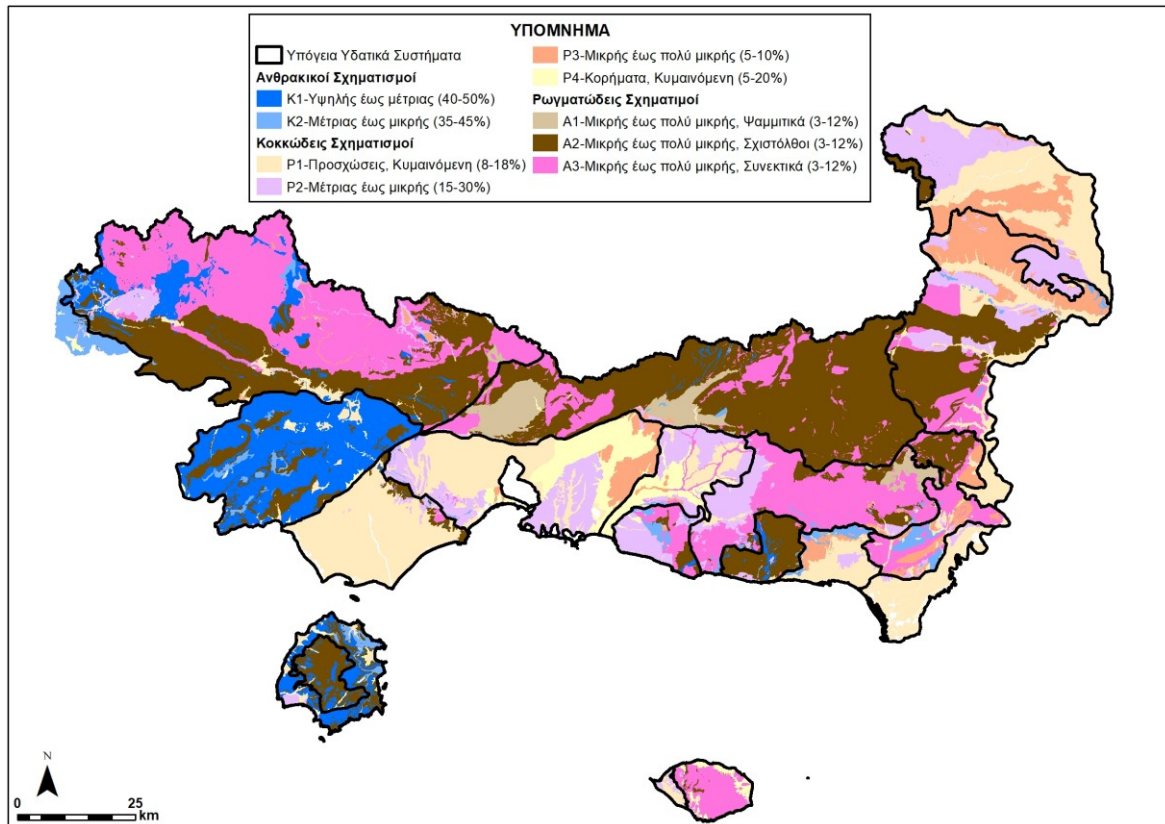 ΥΠΟΜΝΗΜΑ
Υπόγεια Υδατικά Συστήματα
Ανθρακικοί Σχηματισμοί
Κ1-Υψηλής έως μέτριας (40-50%)
Κ2-Μέτριας έως μικρής (35-45%)
Κοκκώδεις Σχηματισμοί
Ρ1-Προσχώσεις, Κυμαινόμενη (8-18%)
Ρ2-Μέτριας έως μικρής (15-30%)
Ρ3-Μικρής έως πολύ μικρής (5-10%)
Ρ4-Κορήματα, Κυμαινόμενη (5-20%)
Ρωγματώδεις Σχηματιμοί
Α1-Μικρής έως πολύ μικρής, Ψαμμιτικά (3-12%)
Α2-Μικρής έως πολύ μικρής, Σχιστόλθοι (3-12%)
Α3-Μικρής έως πολύ μικρής, Συνεκτικά (3-12%)
N
0 25
km